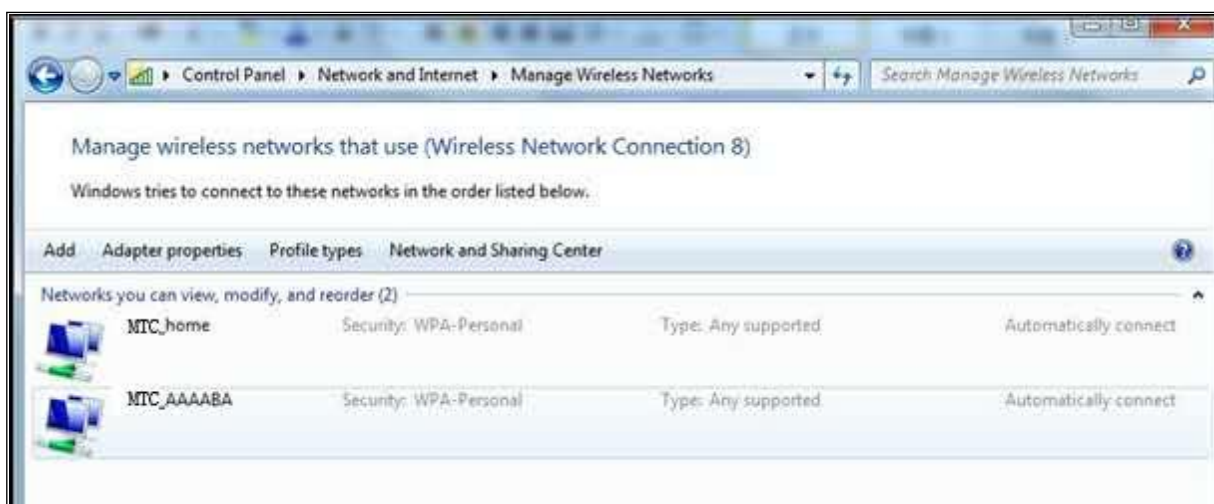 Control Panel ▸ Network and Internet ▸ Manage Wireless Networks Search Manage Wireless Networks
Manage wireless networks that use (Wireless Network Connection 8)
Windows tries to connect to these networks in the order listed below.
Add Adapter properties Profile types Network and Sharing Center
Networks you can view, modify, and reorder (2)
MTC_home Security: WPA-Personal Type: Any supported Automatically connect
MTC_AAAABA Security: WPA-Personal Type: Any supported Automatically connect